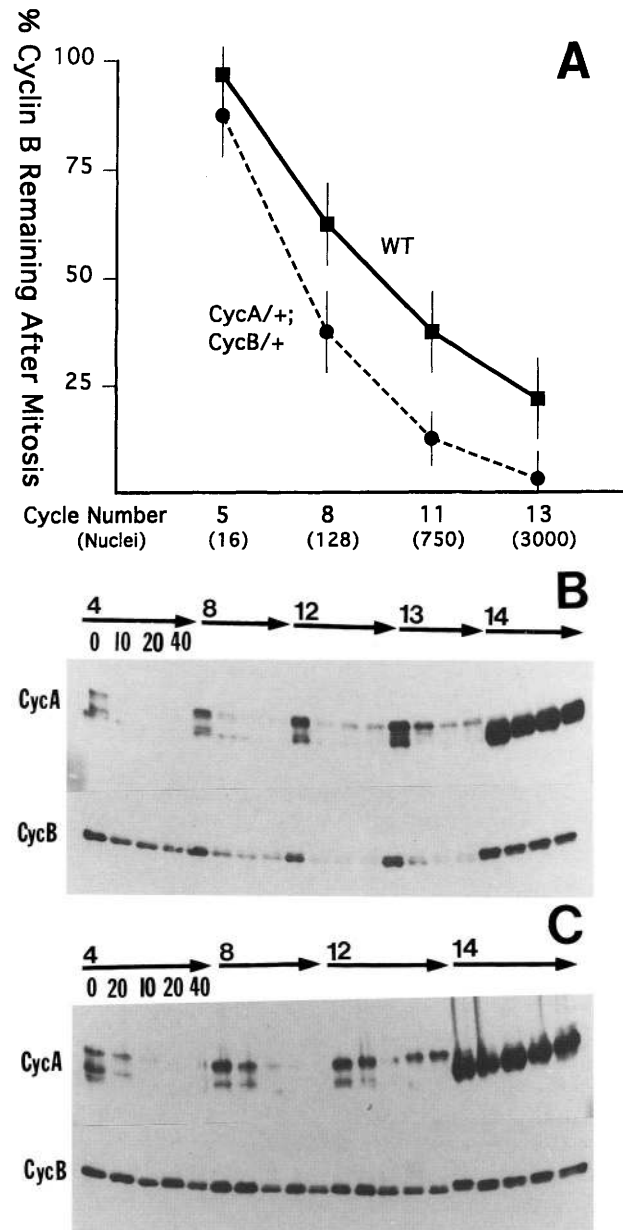 A
% Cyclin B Remaining After Mitosis
100
75
50
25
WT
CycA/+;
CycB/+
Cycle Number 5 8 11 13
(Nuclei) (16) (128) (750) (3000)
B
4 8 12 13 14
0 10 20 40
CycA
CycB
C
4 8 12 14
0 20 10 20 40
CycA
CycB